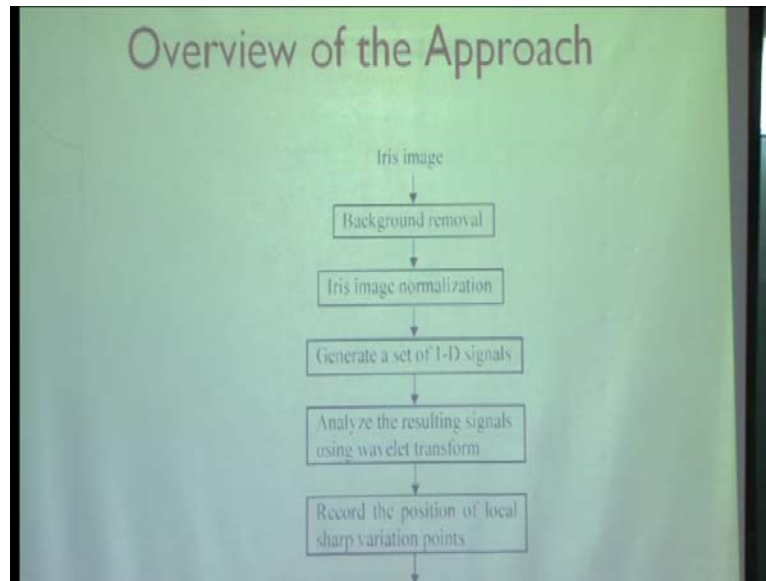 Overview of the Approach
Iris image
Background removal
Iris image normalization
Generate a set of 1-D signals
Analyze the resulting signals
using wavelet transform
Record the position of local
sharp variation points